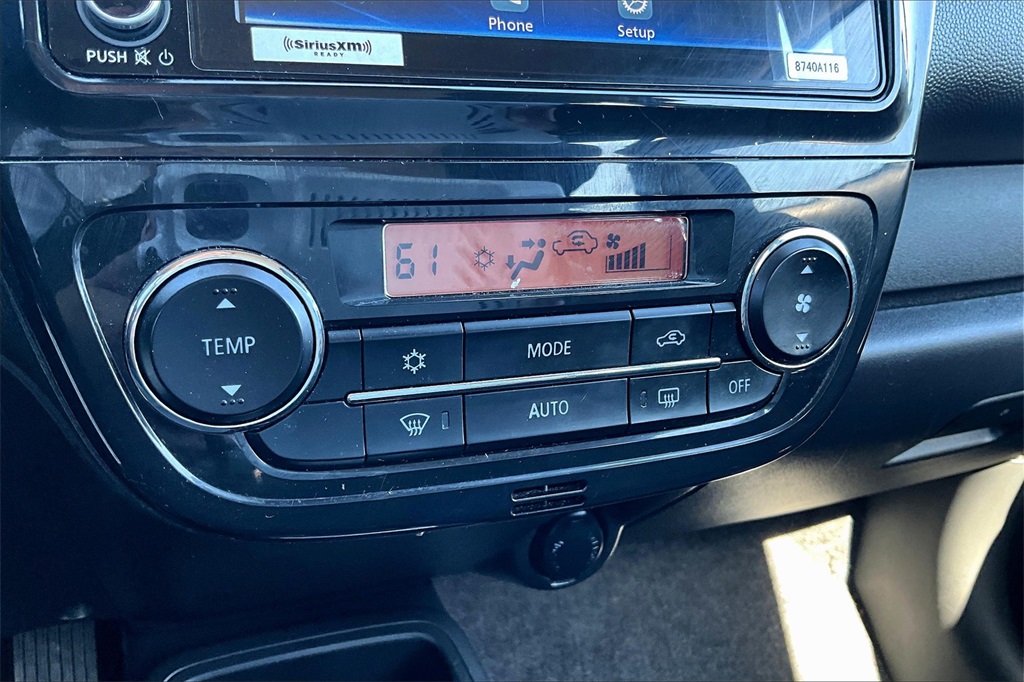 Phone
Setup
PUSH
((SiriusXM))
READY
8740A116
61
TEMP
MODE
AUTO
OFF